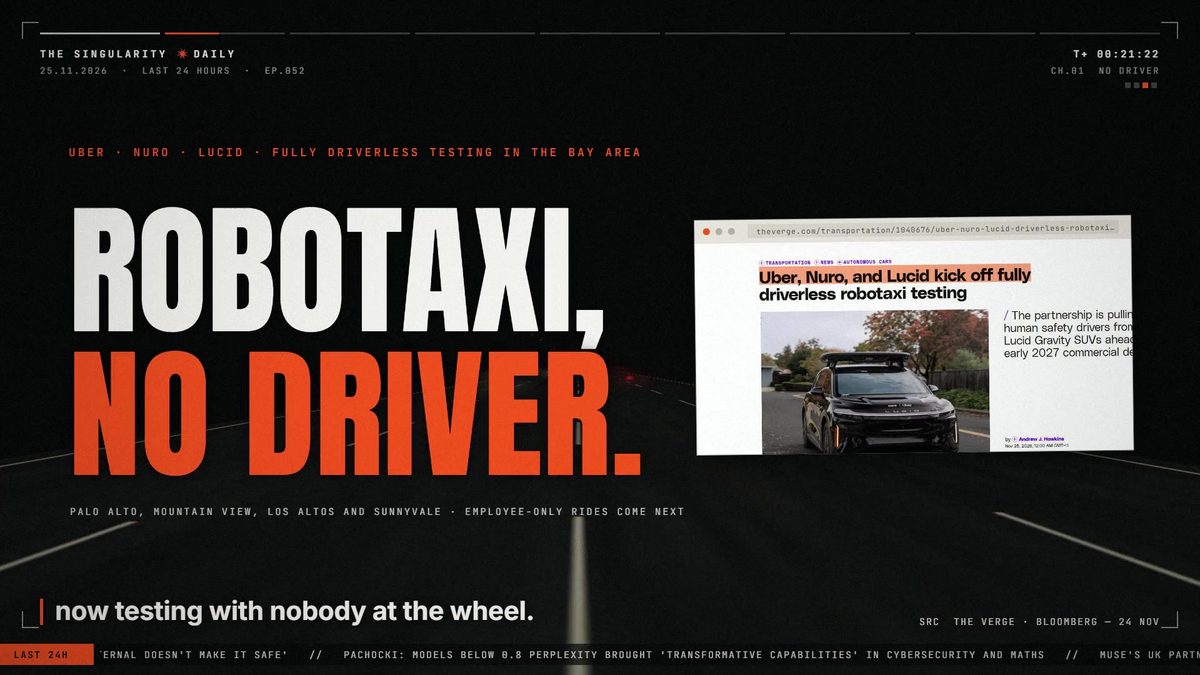 THE SINGULARITY ✷ DAILY
25.11.2026 · LAST 24 HOURS · EP.052
T+ 00:21:22
CH.01 NO DRIVER
UBER · NURO · LUCID · FULLY DRIVERLESS TESTING IN THE BAY AREA
ROBOTAXI,
NO DRIVER.
PALO ALTO, MOUNTAIN VIEW, LOS ALTOS AND SUNNYVALE · EMPLOYEE-ONLY RIDES COME NEXT
theverge.com/transportation/1040676/uber-nuro-lucid-driverless-robotaxi…
TRANSPORTATION NEWS AUTONOMOUS CARS
Uber, Nuro, and Lucid kick off fully
driverless robotaxi testing
/ The partnership is pullin
human safety drivers from
Lucid Gravity SUVs ahead
early 2027 commercial de
by Andrew J. Hawkins
LUCID
now testing with nobody at the wheel.
SRC THE VERGE · BLOOMBERG — 24 NOV
LAST 24H
ERNAL DOESN'T MAKE IT SAFE' // PACHOCKI: MODELS BELOW 0.8 PERPLEXITY BROUGHT 'TRANSFORMATIVE CAPABILITIES' IN CYBERSECURITY AND MATHS // MUSE'S UK PARTN